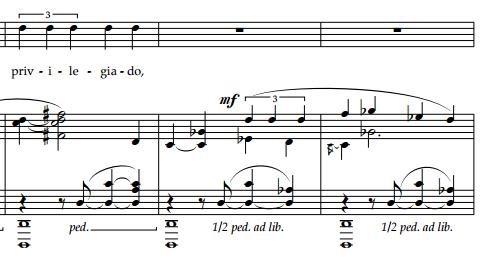 3
priv - i - le - gia - do,
mf
3
ped. 1/2 ped. ad lib. 1/2 ped. ad lib.